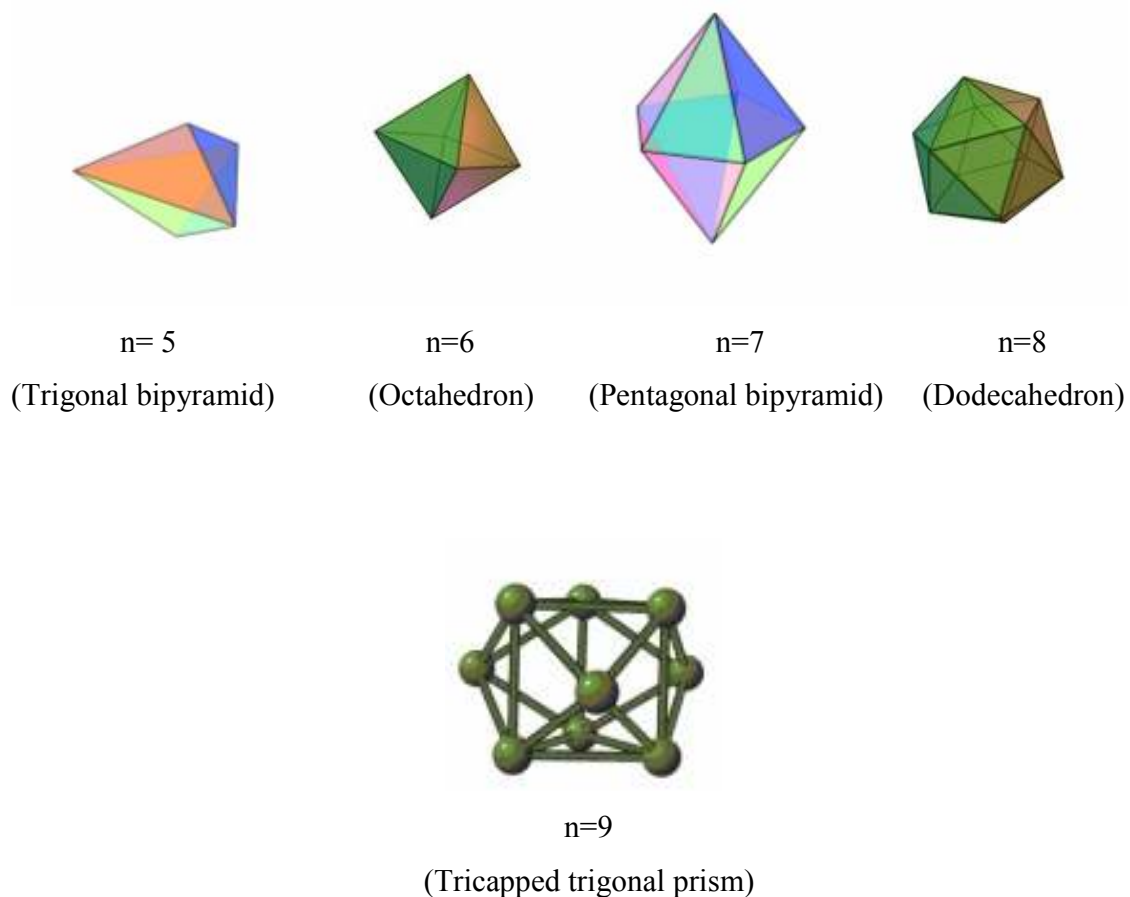 n= 5 n=6 n=7 n=8
(Trigonal bipyramid) (Octahedron) (Pentagonal bipyramid) (Dodecahedron)
n=9
(Tricapped trigonal prism)